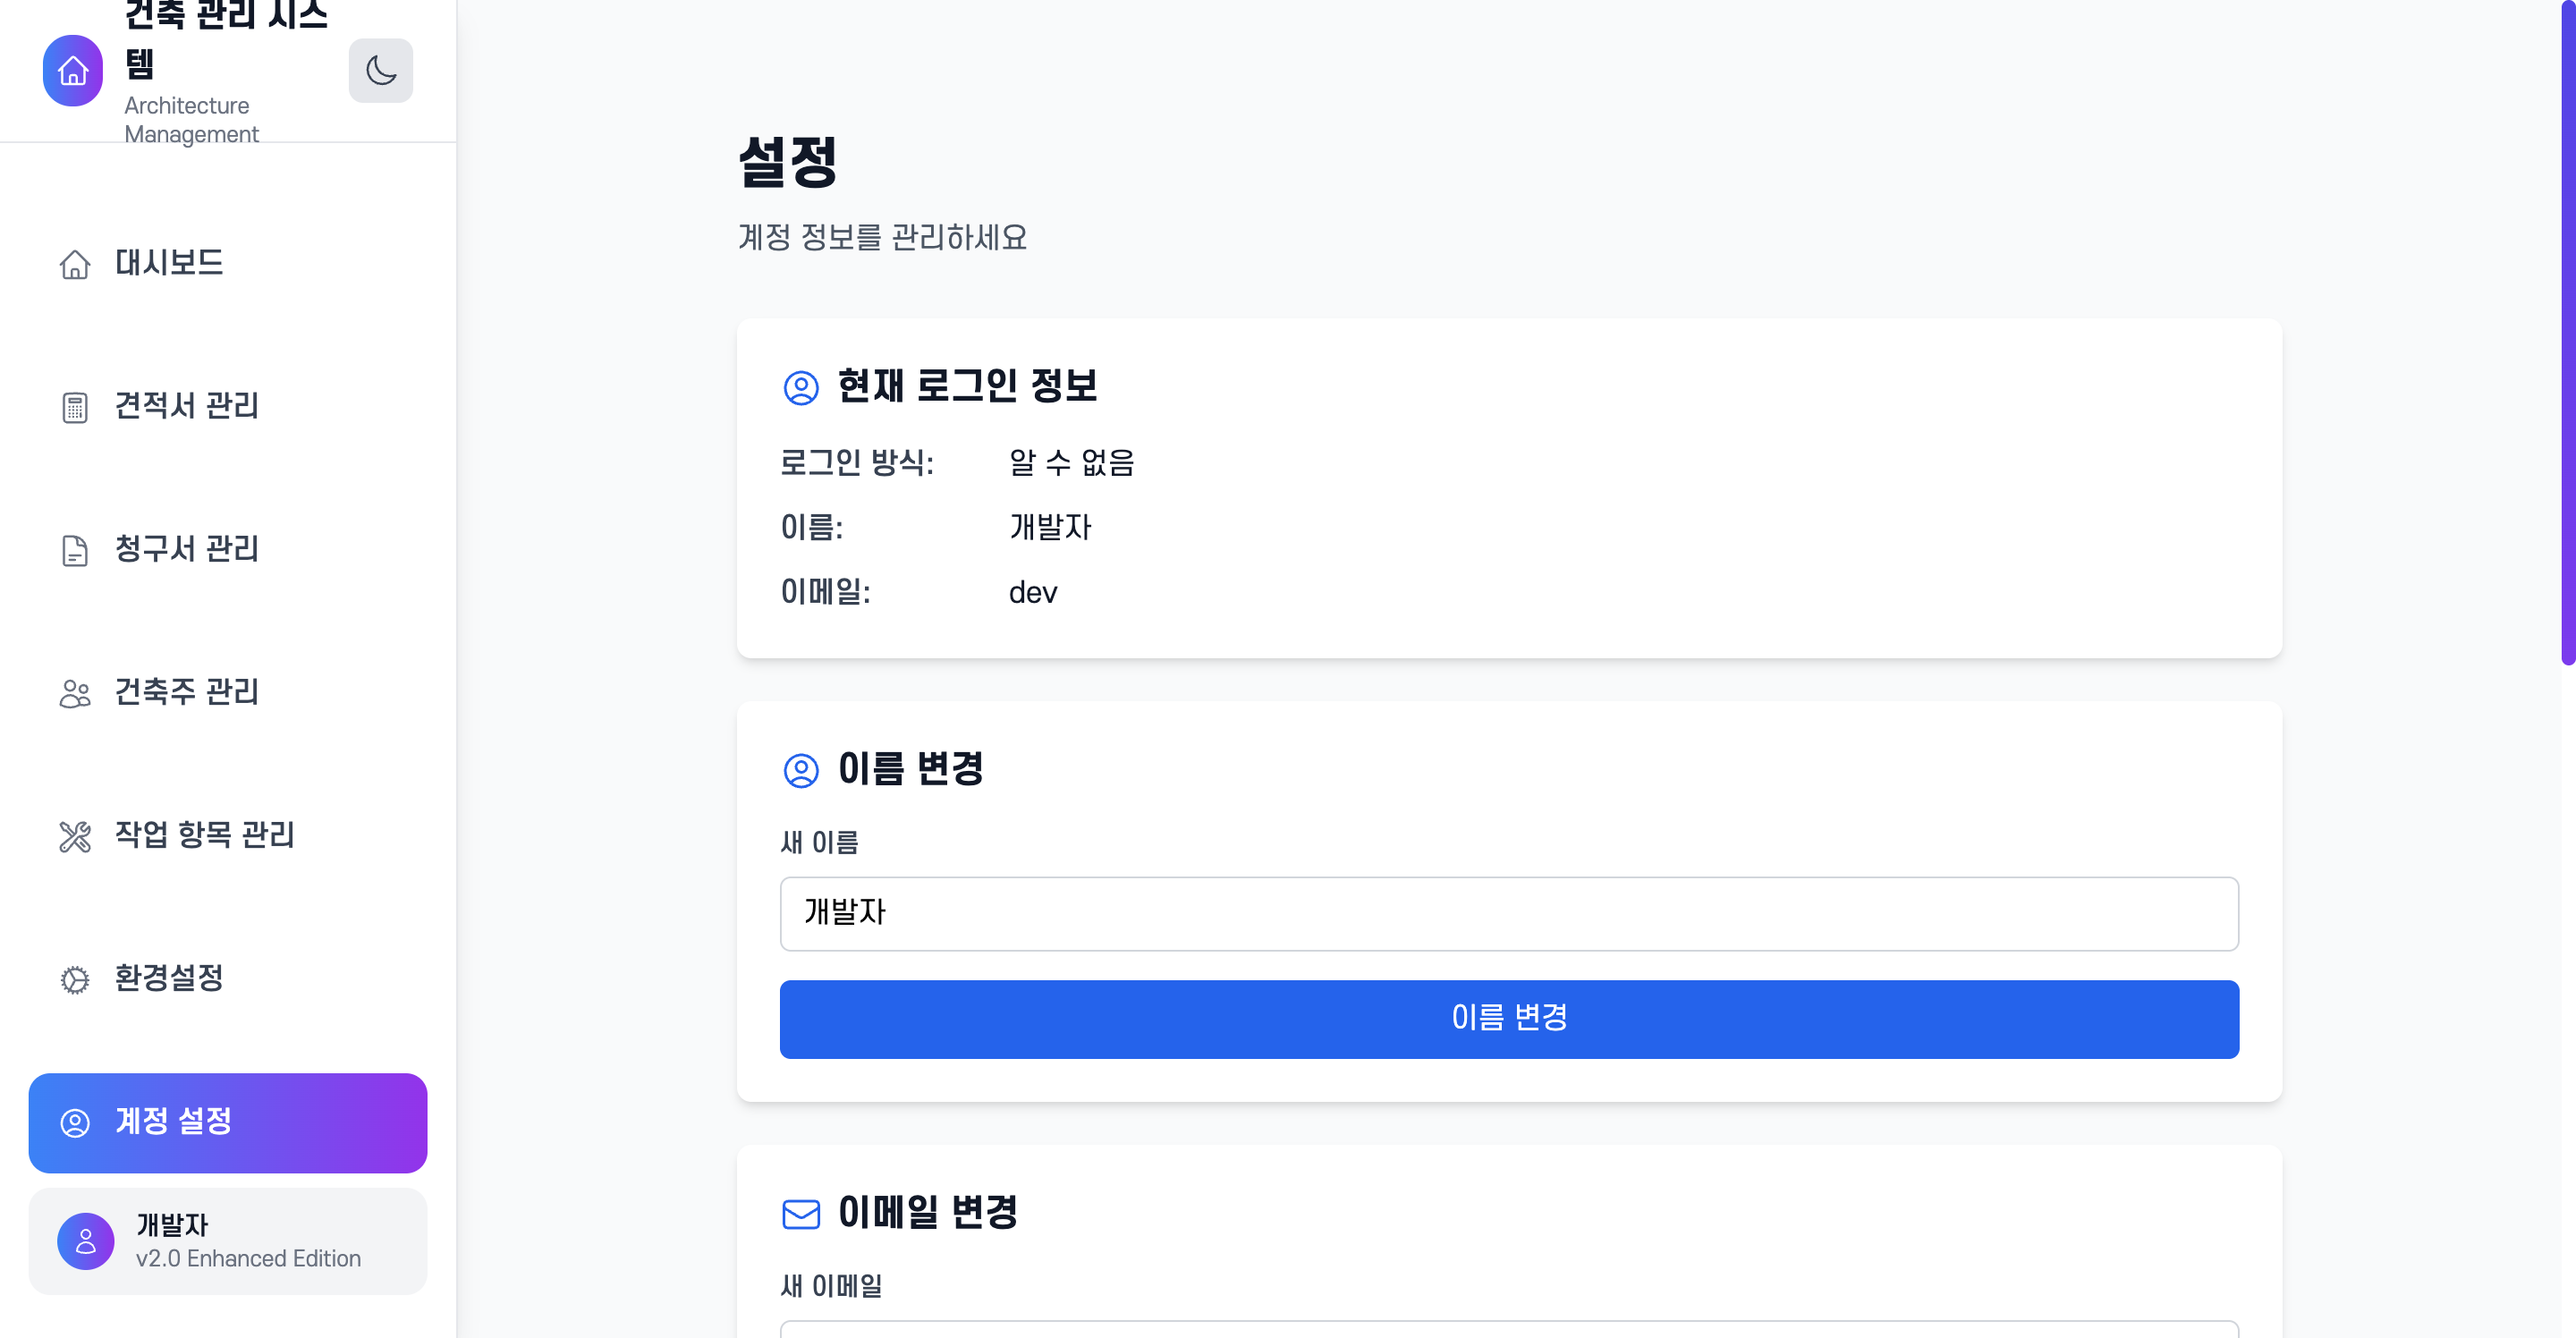 건축 관리 시스
템
Architecture
Management
대시보드
견적서 관리
청구서 관리
건축주 관리
작업 항목 관리
환경설정
계정 설정
개발자
v2.0 Enhanced Edition
설정
계정 정보를 관리하세요
현재 로그인 정보
로그인 방식: 알 수 없음
이름: 개발자
이메일: dev
이름 변경
새 이름
개발자
이름 변경
이메일 변경
새 이메일